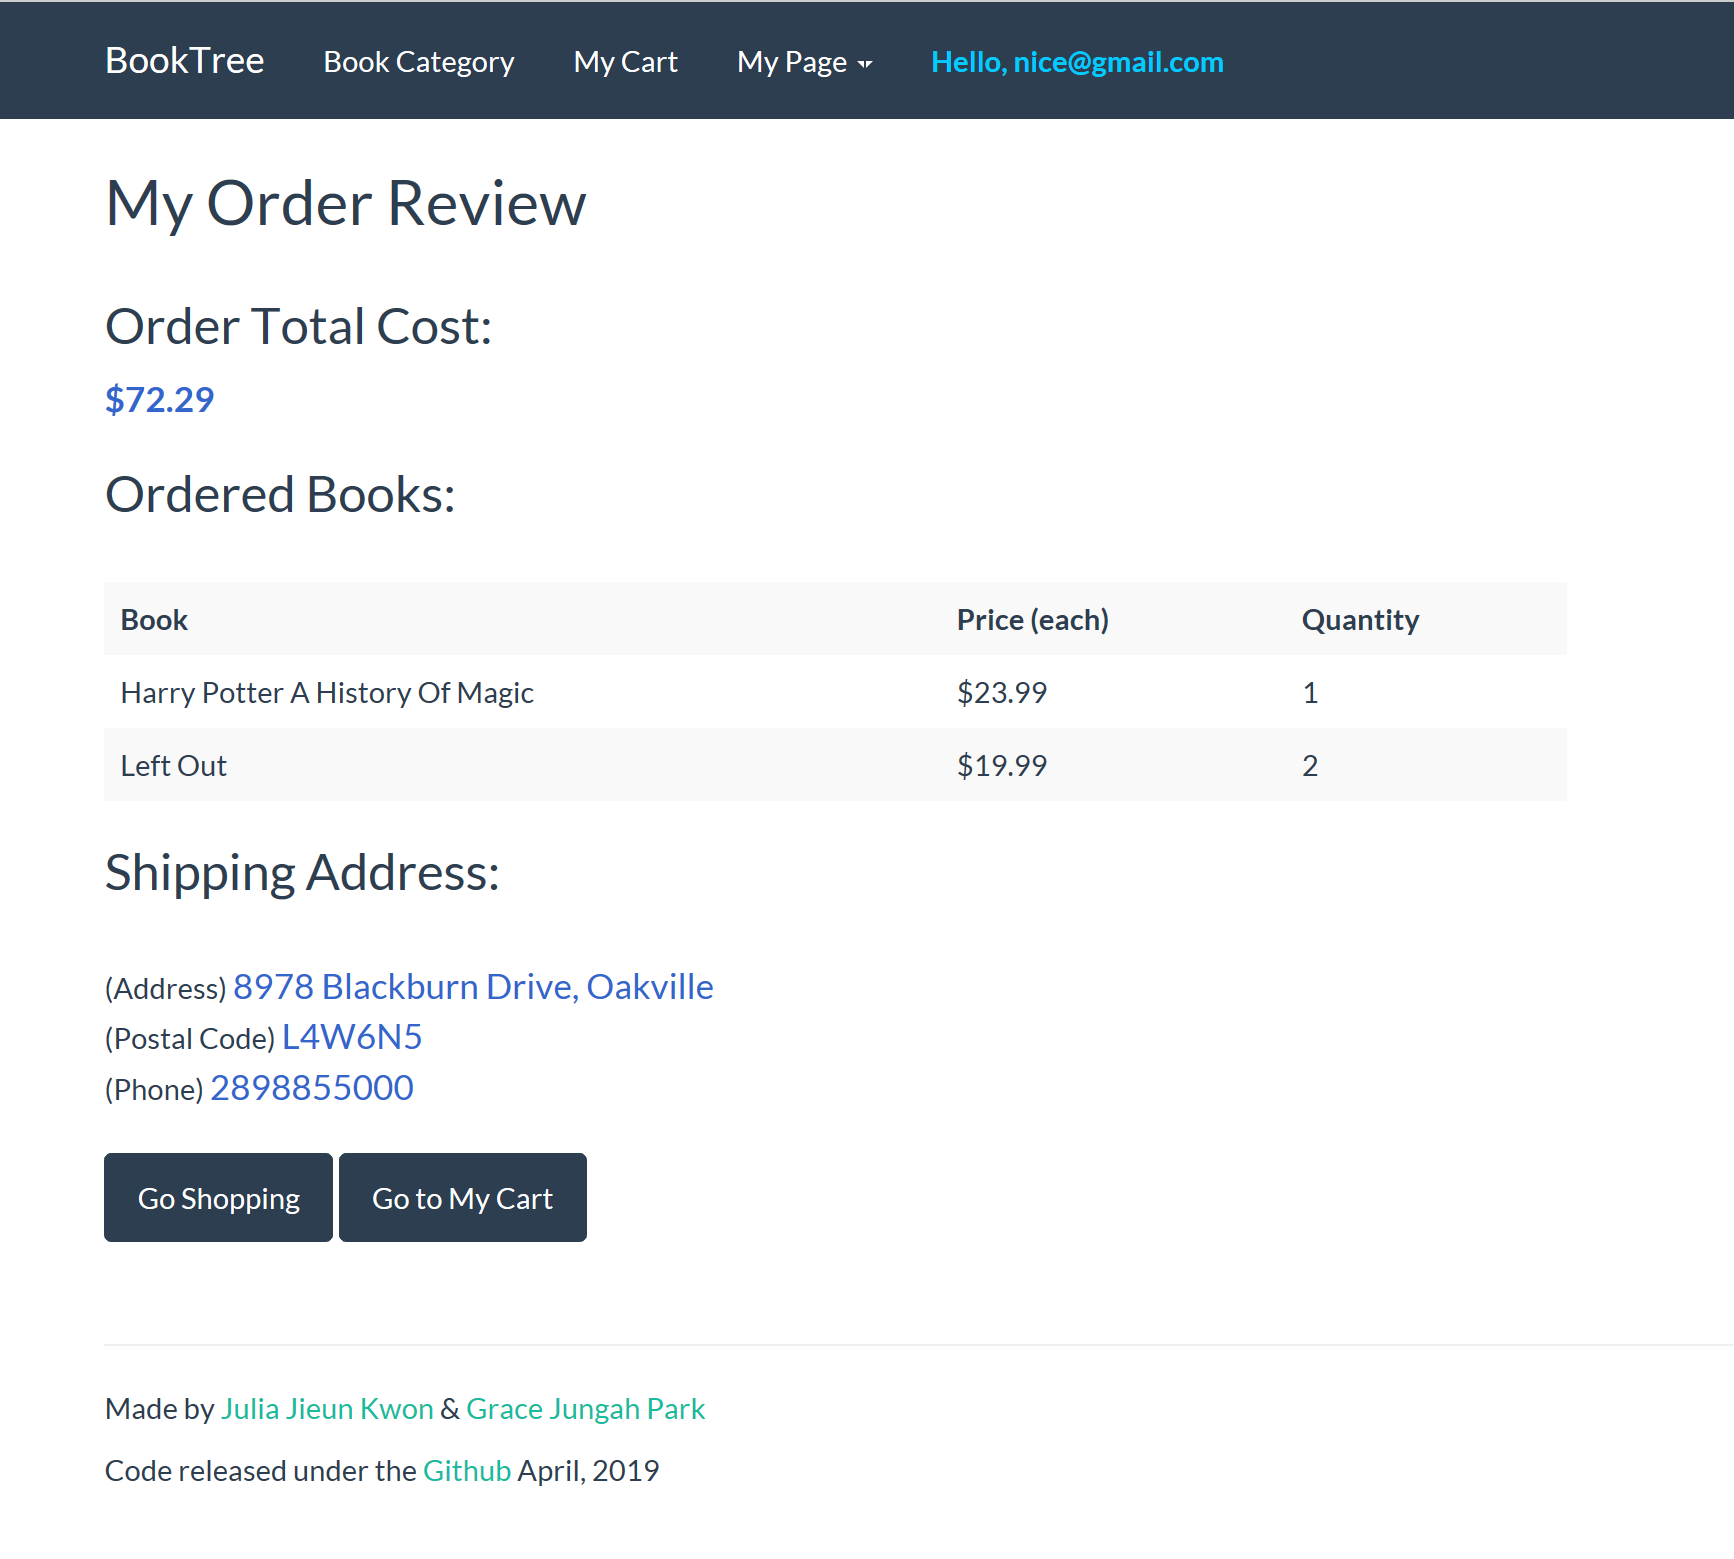 BookTree Book Category My Cart My Page Hello, nice@gmail.com
My Order Review
Order Total Cost:
$72.29
Ordered Books:
Book Price (each) Quantity
Harry Potter A History Of Magic $23.99 1
Left Out $19.99 2
Shipping Address:
(Address) 8978 Blackburn Drive, Oakville
(Postal Code) L4W6N5
(Phone) 2898855000
Go Shopping Go to My Cart
Made by Julia Jieun Kwon & Grace Jungah Park
Code released under the Github April, 2019